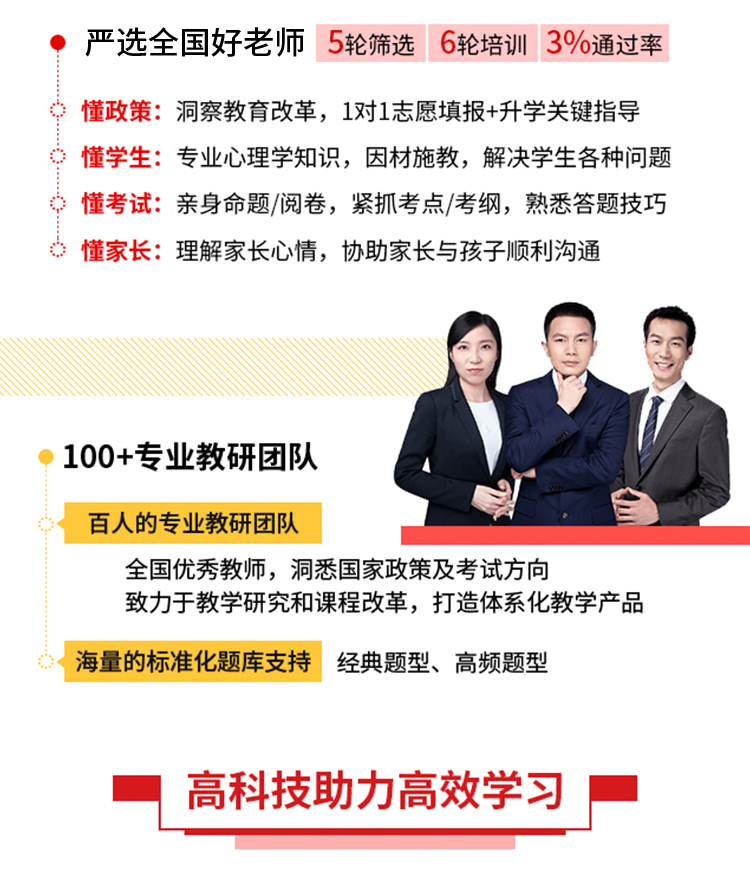 严选全国好老师 5轮筛选 6轮培训 3%通过率
懂政策：洞察教育改革，1对1志愿填报+升学关键指导
懂学生：专业心理学知识，因材施教，解决学生各种问题
懂考试：亲身命题/阅卷，紧抓考点/考纲，熟悉答题技巧
懂家长：理解家长心情，协助家长与孩子顺利沟通
100+专业教研团队
百人的专业教研团队
全国优秀教师，洞悉国家政策及考试方向
致力于教学研究和课程改革，打造体系化教学产品
海量的标准化题库支持 经典题型、高频题型
高科技助力高效学习